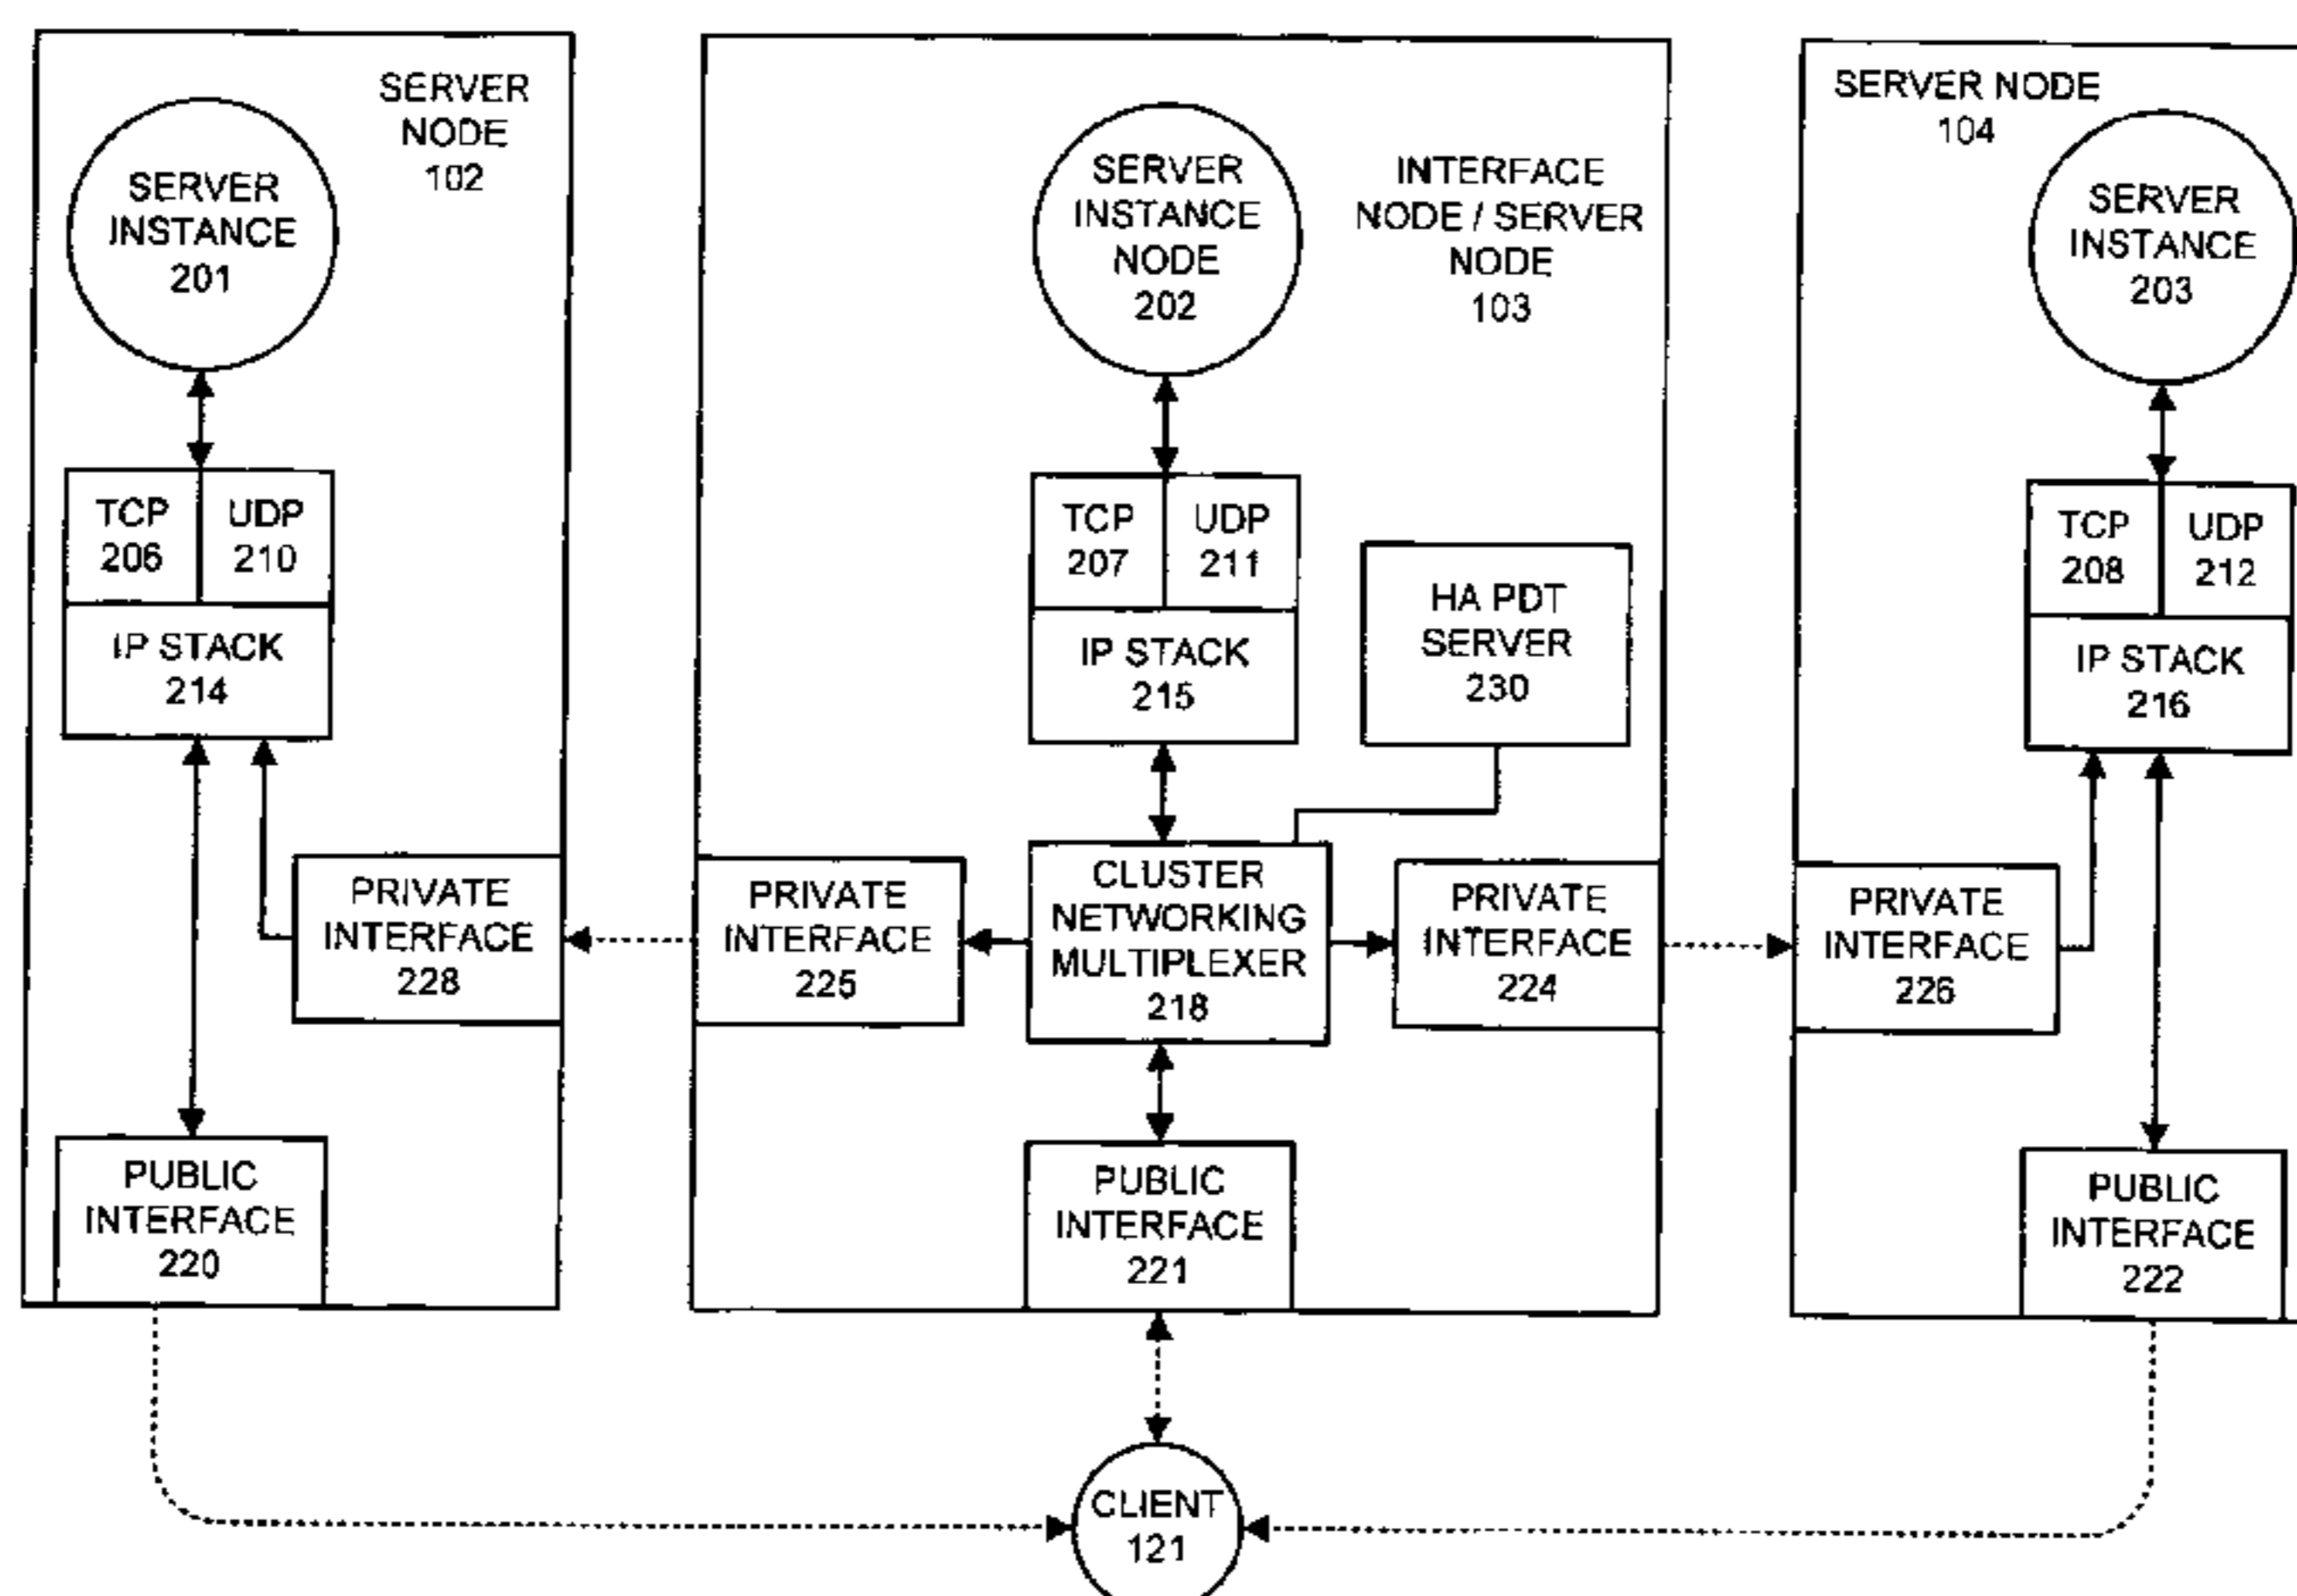 SERVER
NODE
102
SERVER
INSTANCE
201
TCP
206
UDP
210
IP STACK
214
PRIVATE
INTERFACE
228
PUBLIC
INTERFACE
220
SERVER
INSTANCE
NODE
202
INTERFACE
NODE / SERVER
NODE
103
TCP
207
UDP
211
IP STACK
215
HA PDT
SERVER
230
PRIVATE
INTERFACE
225
CLUSTER
NETWORKING
MULTIPLEXER
218
PRIVATE
INTERFACE
224
PUBLIC
INTERFACE
221
SERVER NODE
104
SERVER
INSTANCE
203
TCP
208
UDP
212
IP STACK
216
PRIVATE
INTERFACE
226
PUBLIC
INTERFACE
222
CLIENT
121